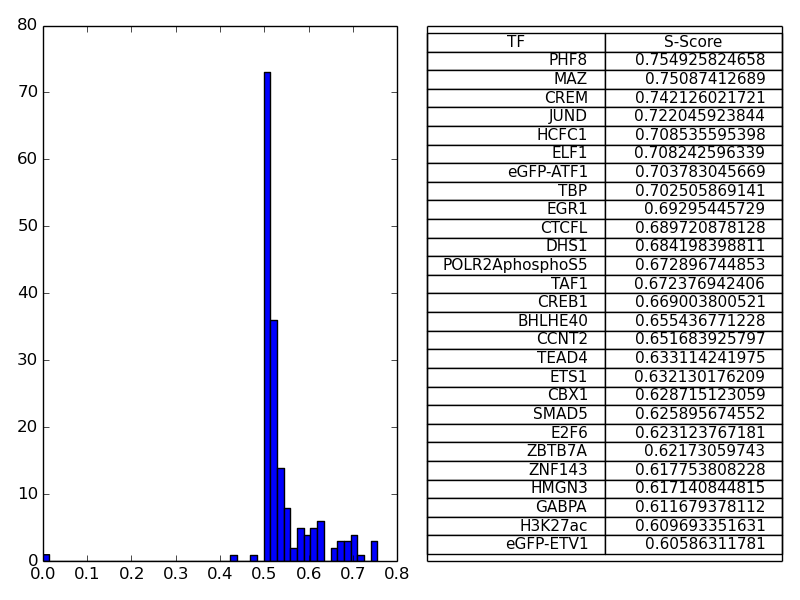 80
70
60
50
40
30
20
10
0
0.0 0.1 0.2 0.3 0.4 0.5 0.6 0.7 0.8
TF S-Score
PHF8 0.754925824658
MAZ 0.75087412689
CREM 0.742126021721
JUND 0.722045923844
HCFC1 0.708535595398
ELF1 0.708242596339
eGFP-ATF1 0.703783045669
TBP 0.702505869141
EGR1 0.69295445729
CTCFL 0.689720878128
DHS1 0.684198398811
POLR2AphosphoS5 0.672896744853
TAF1 0.672376942406
CREB1 0.669003800521
BHLHE40 0.655436771228
CCNT2 0.651683925797
TEAD4 0.633114241975
ETS1 0.632130176209
CBX1 0.628715123059
SMAD5 0.625895674552
E2F6 0.623123767181
ZBTB7A 0.62173059743
ZNF143 0.617753808228
HMGN3 0.617140844815
GABPA 0.611679378112
H3K27ac 0.609693351631
eGFP-ETV1 0.60586311781